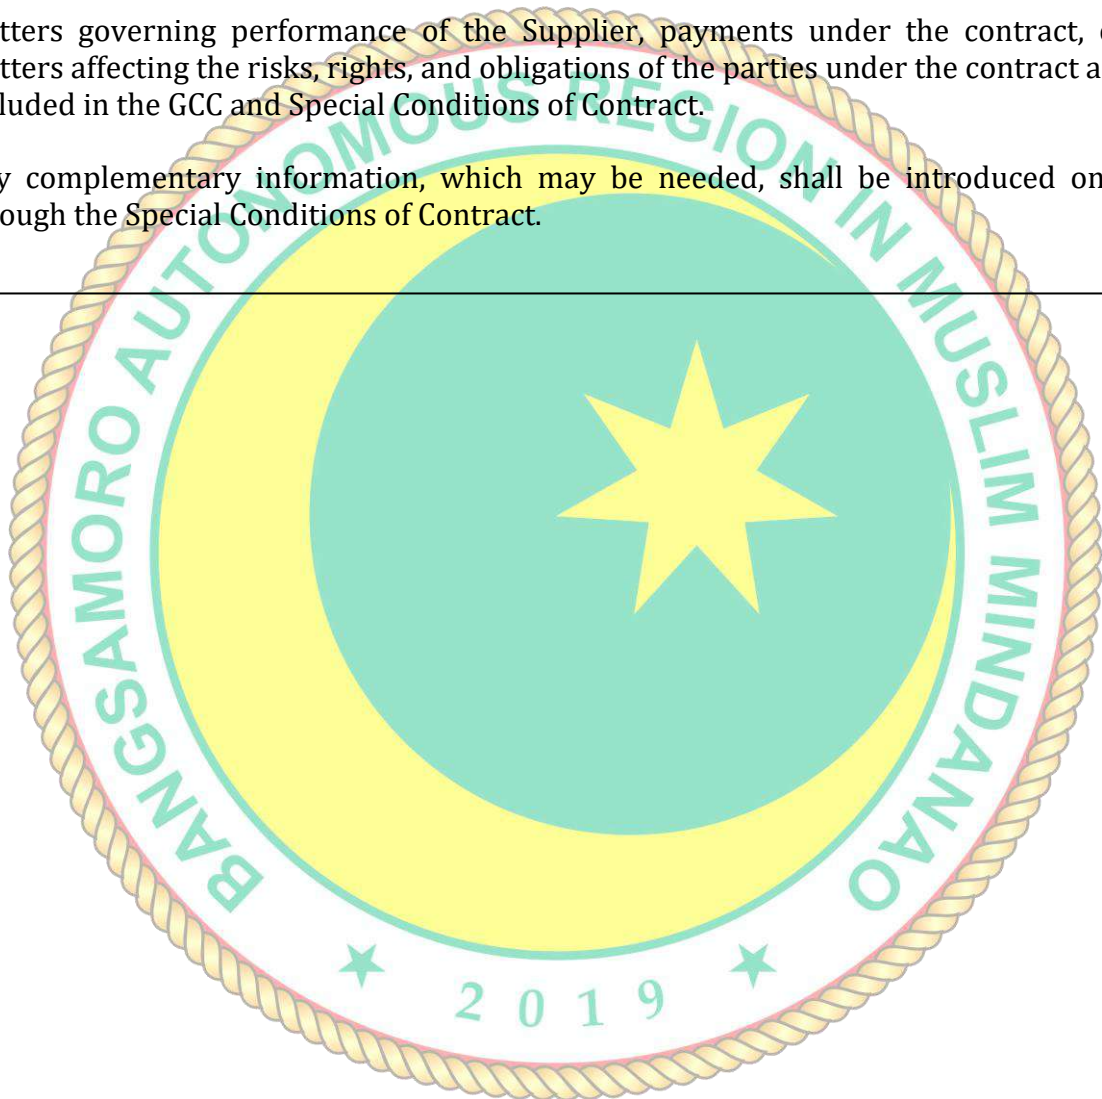 tters governing performance of the Supplier, payments under the contract,
tters affecting the risks, rights, and obligations of the parties under the contract a
luded in the GCC and Special Conditions of Contract.
y complementary information, which may be needed, shall be introduced on
ough the Special Conditions of Contract.
BANGSAMORO AUTONOMOUS REGION IN MUSLIM MINDANAO
2019